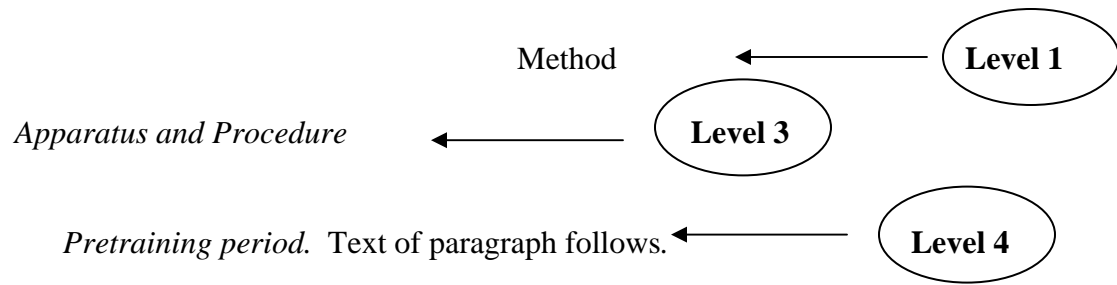 Method Level 1
Apparatus and Procedure Level 3
Pretraining period. Text of paragraph follows. Level 4